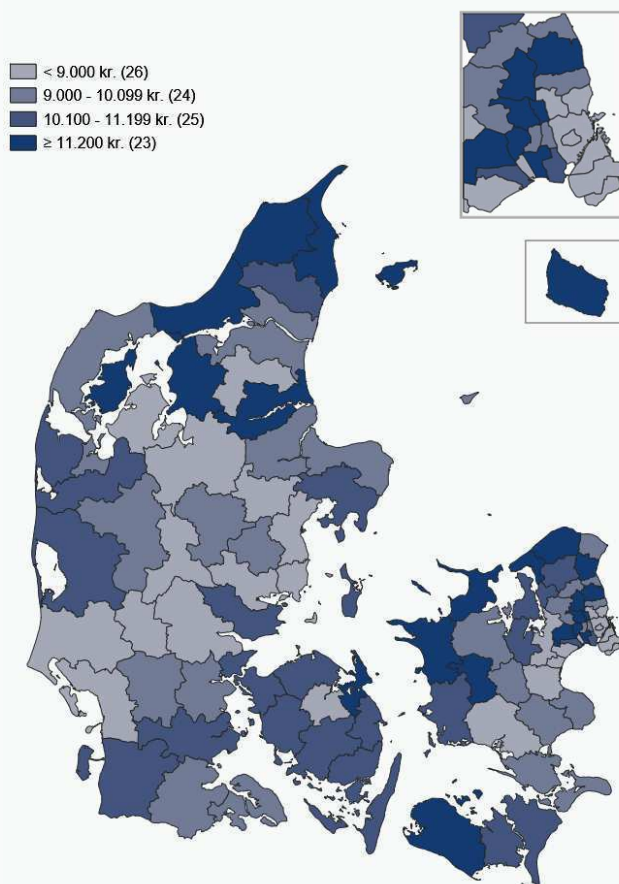 < 9.000 kr. (26)
9.000 - 10.099 kr. (24)
10.100 - 11.199 kr. (25)
≥ 11.200 kr. (23)